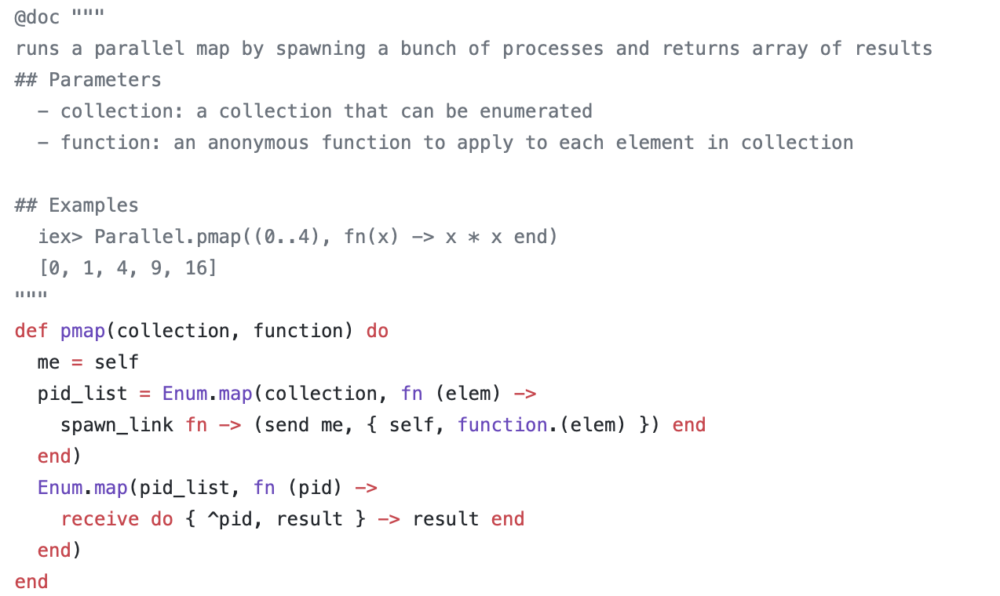 @doc """
runs a parallel map by spawning a bunch of processes and returns array of results
## Parameters
  - collection: a collection that can be enumerated
  - function: an anonymous function to apply to each element in collection

## Examples
  iex> Parallel.pmap((0..4), fn(x) -> x * x end)
  [0, 1, 4, 9, 16]
"""
def pmap(collection, function) do
  me = self
  pid_list = Enum.map(collection, fn (elem) ->
    spawn_link fn -> (send me, { self, function.(elem) }) end
  end)
  Enum.map(pid_list, fn (pid) ->
    receive do { ^pid, result } -> result end
  end)
end